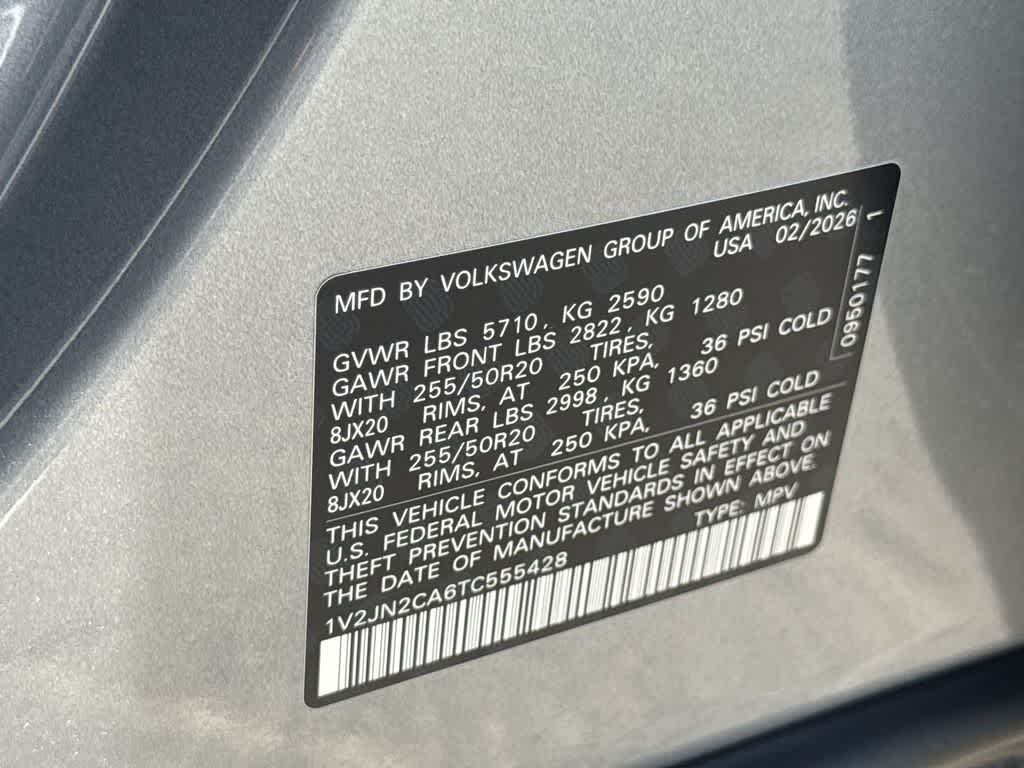 MFD BY VOLKSWAGEN GROUP OF AMERICA, INC.
USA 02/2026
GVWR LBS 5710, KG 2590
GAWR FRONT LBS 2822, KG 1280
WITH 255/50R20 TIRES,
8JX20 RIMS, AT 250 KPA, 36 PSI COLD
GAWR REAR LBS 2998, KG 1360
WITH 255/50R20 TIRES,
8JX20 RIMS, AT 250 KPA, 36 PSI COLD
THIS VEHICLE CONFORMS TO ALL APPLICABLE
U.S. FEDERAL MOTOR VEHICLE SAFETY AND
THEFT PREVENTION STANDARDS IN EFFECT ON
THE DATE OF MANUFACTURE SHOWN ABOVE.
1V2JN2CA6TC555428 TYPE: MPV
0950177 1